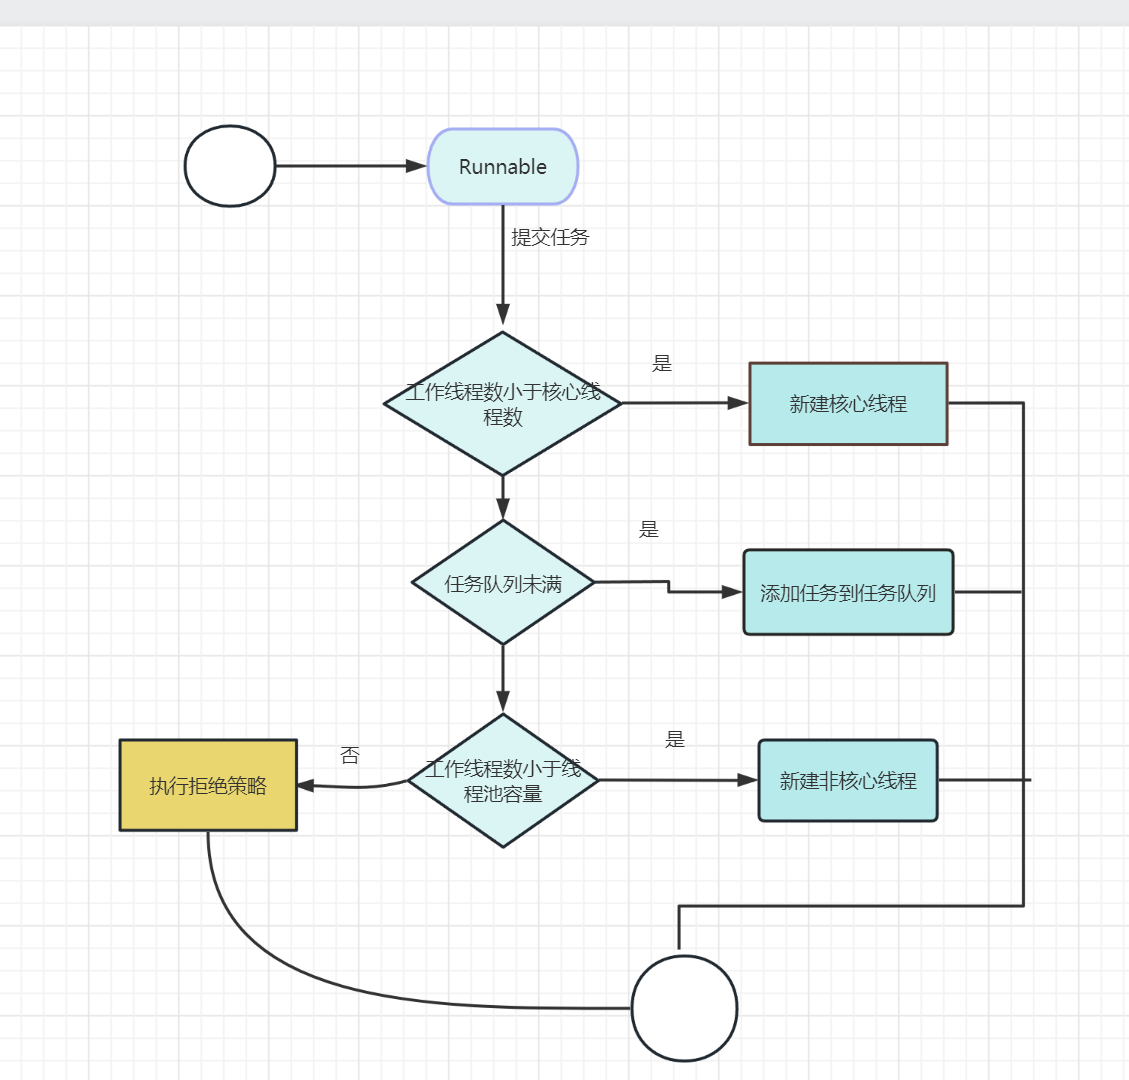 Runnable
提交任务
是
工作线程数小于核心线
程数
新建核心线程
是
任务队列未满
添加任务到任务队列
是
否
工作线程数小于线
程池容量
新建非核心线程
执行拒绝策略